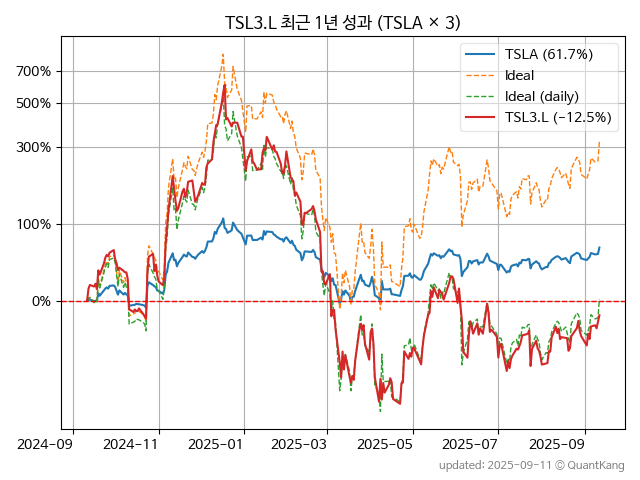 TSL3.L 최근 1년 성과 (TSLA × 3)
TSLA (61.7%)
Ideal
Ideal (daily)
TSL3.L (−12.5%)
700%
500%
300%
100%
0%
2024-09
2024-11
2025-01
2025-03
2025-05
2025-07
2025-09
updated: 2025-09-11 ⓒ QuantKang